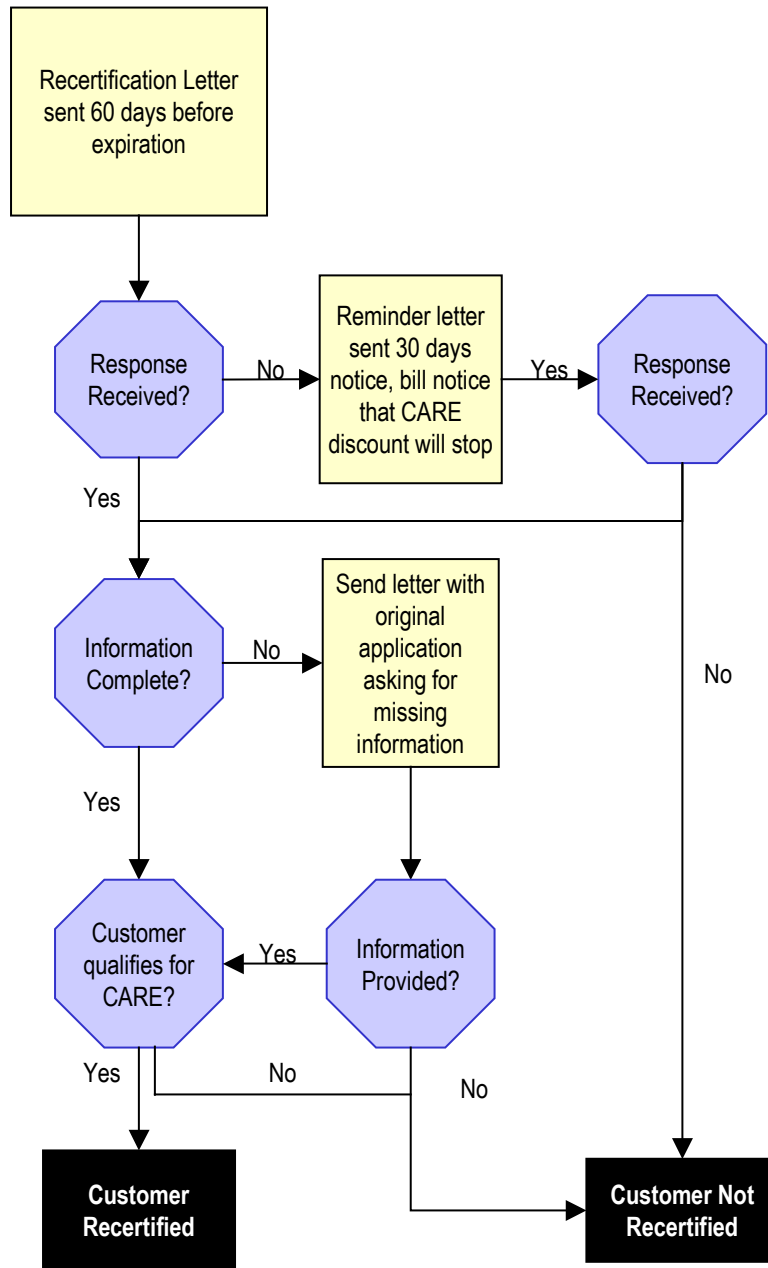 Recertification Letter
sent 60 days before
expiration
Response
Received?
No
Reminder letter
sent 30 days
notice, bill notice
that CARE
discount will stop
Yes
Response
Received?
Yes
Information
Complete?
No
Send letter with
original
application
asking for
missing
information
No
Yes
Customer
qualifies for
CARE?
Yes
Information
Provided?
Yes
No
No
Customer
Recertified
Customer Not
Recertified